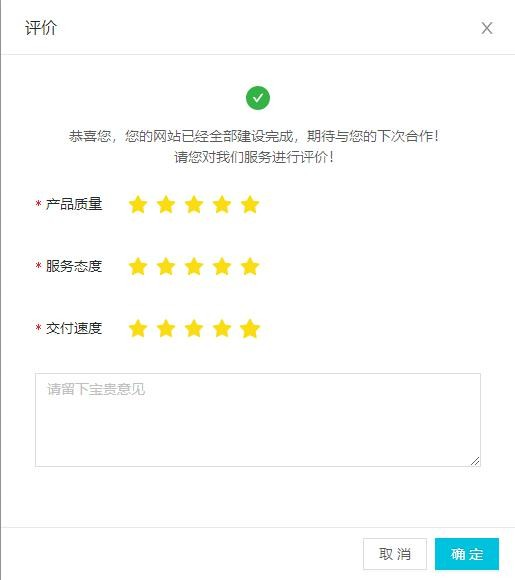 评价
恭喜您，您的网站已经全部建设完成，期待与您的下次合作！
请您对我们服务进行评价！
* 产品质量
* 服务态度
* 交付速度
请留下宝贵意见
取 消
确 定